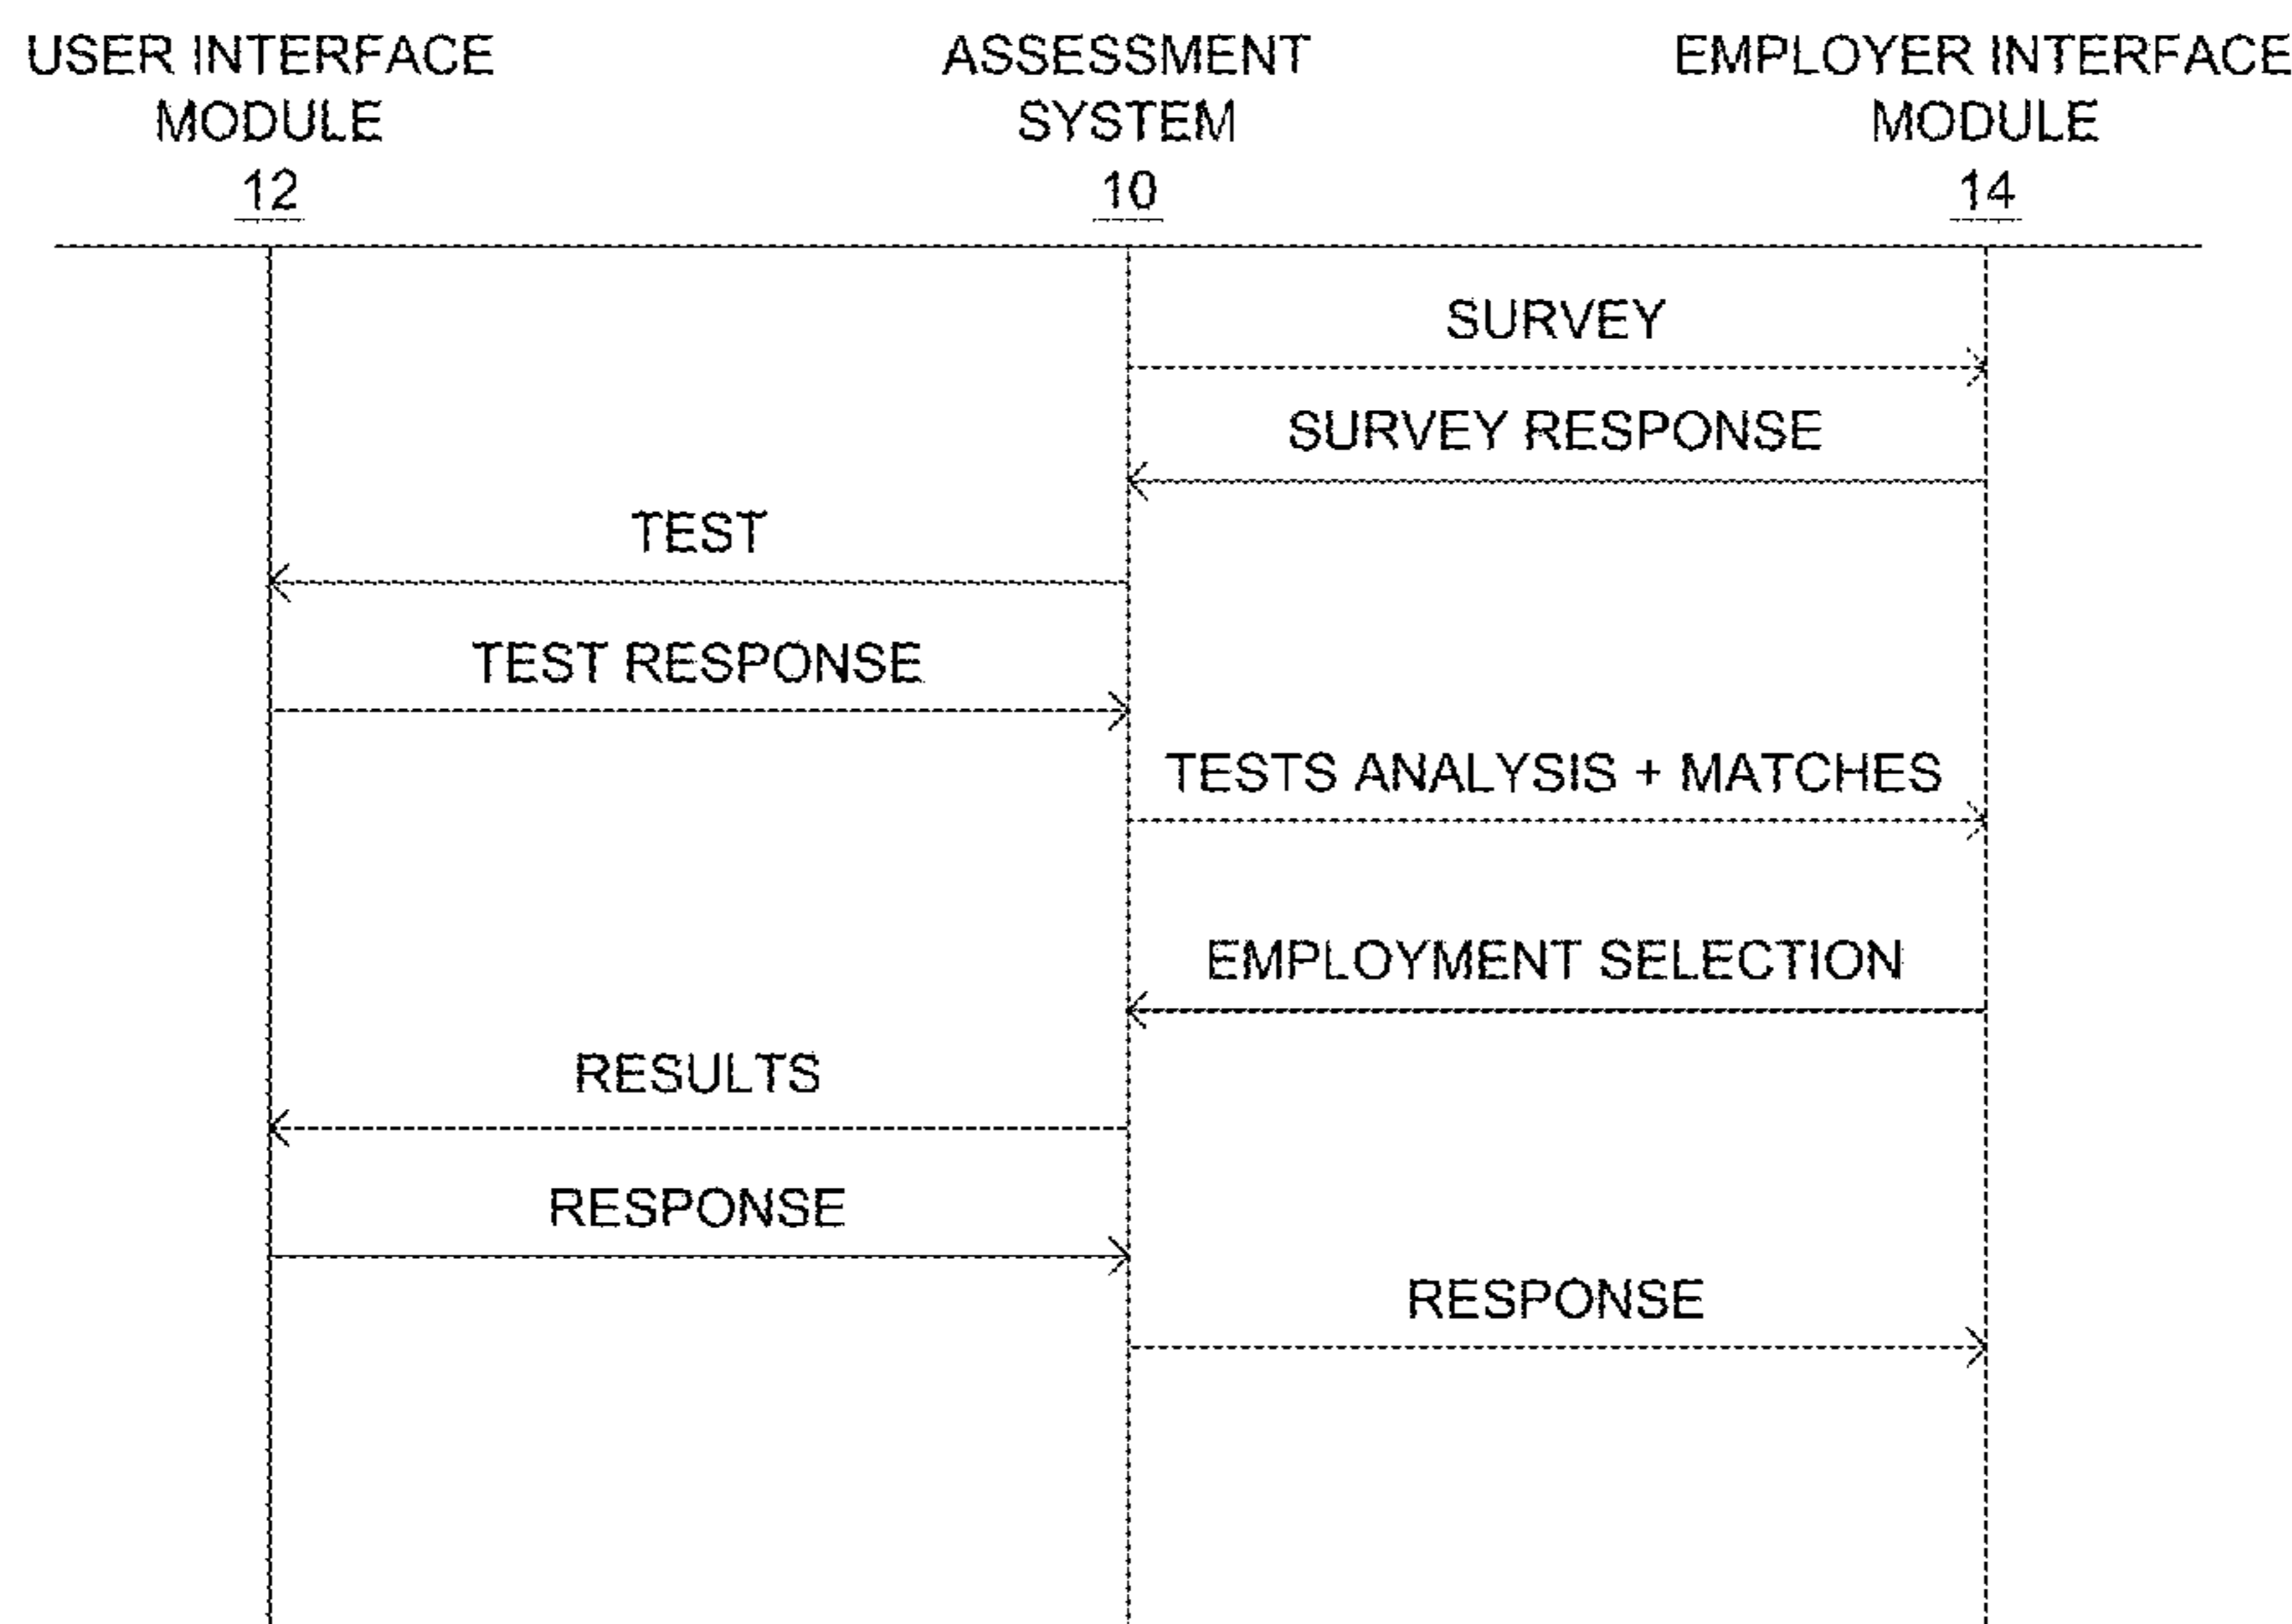 USER INTERFACE
MODULE
12
ASSESSMENT
SYSTEM
10
EMPLOYER INTERFACE
MODULE
14
SURVEY
SURVEY RESPONSE
TEST
TEST RESPONSE
TESTS ANALYSIS + MATCHES
EMPLOYMENT SELECTION
RESULTS
RESPONSE
RESPONSE